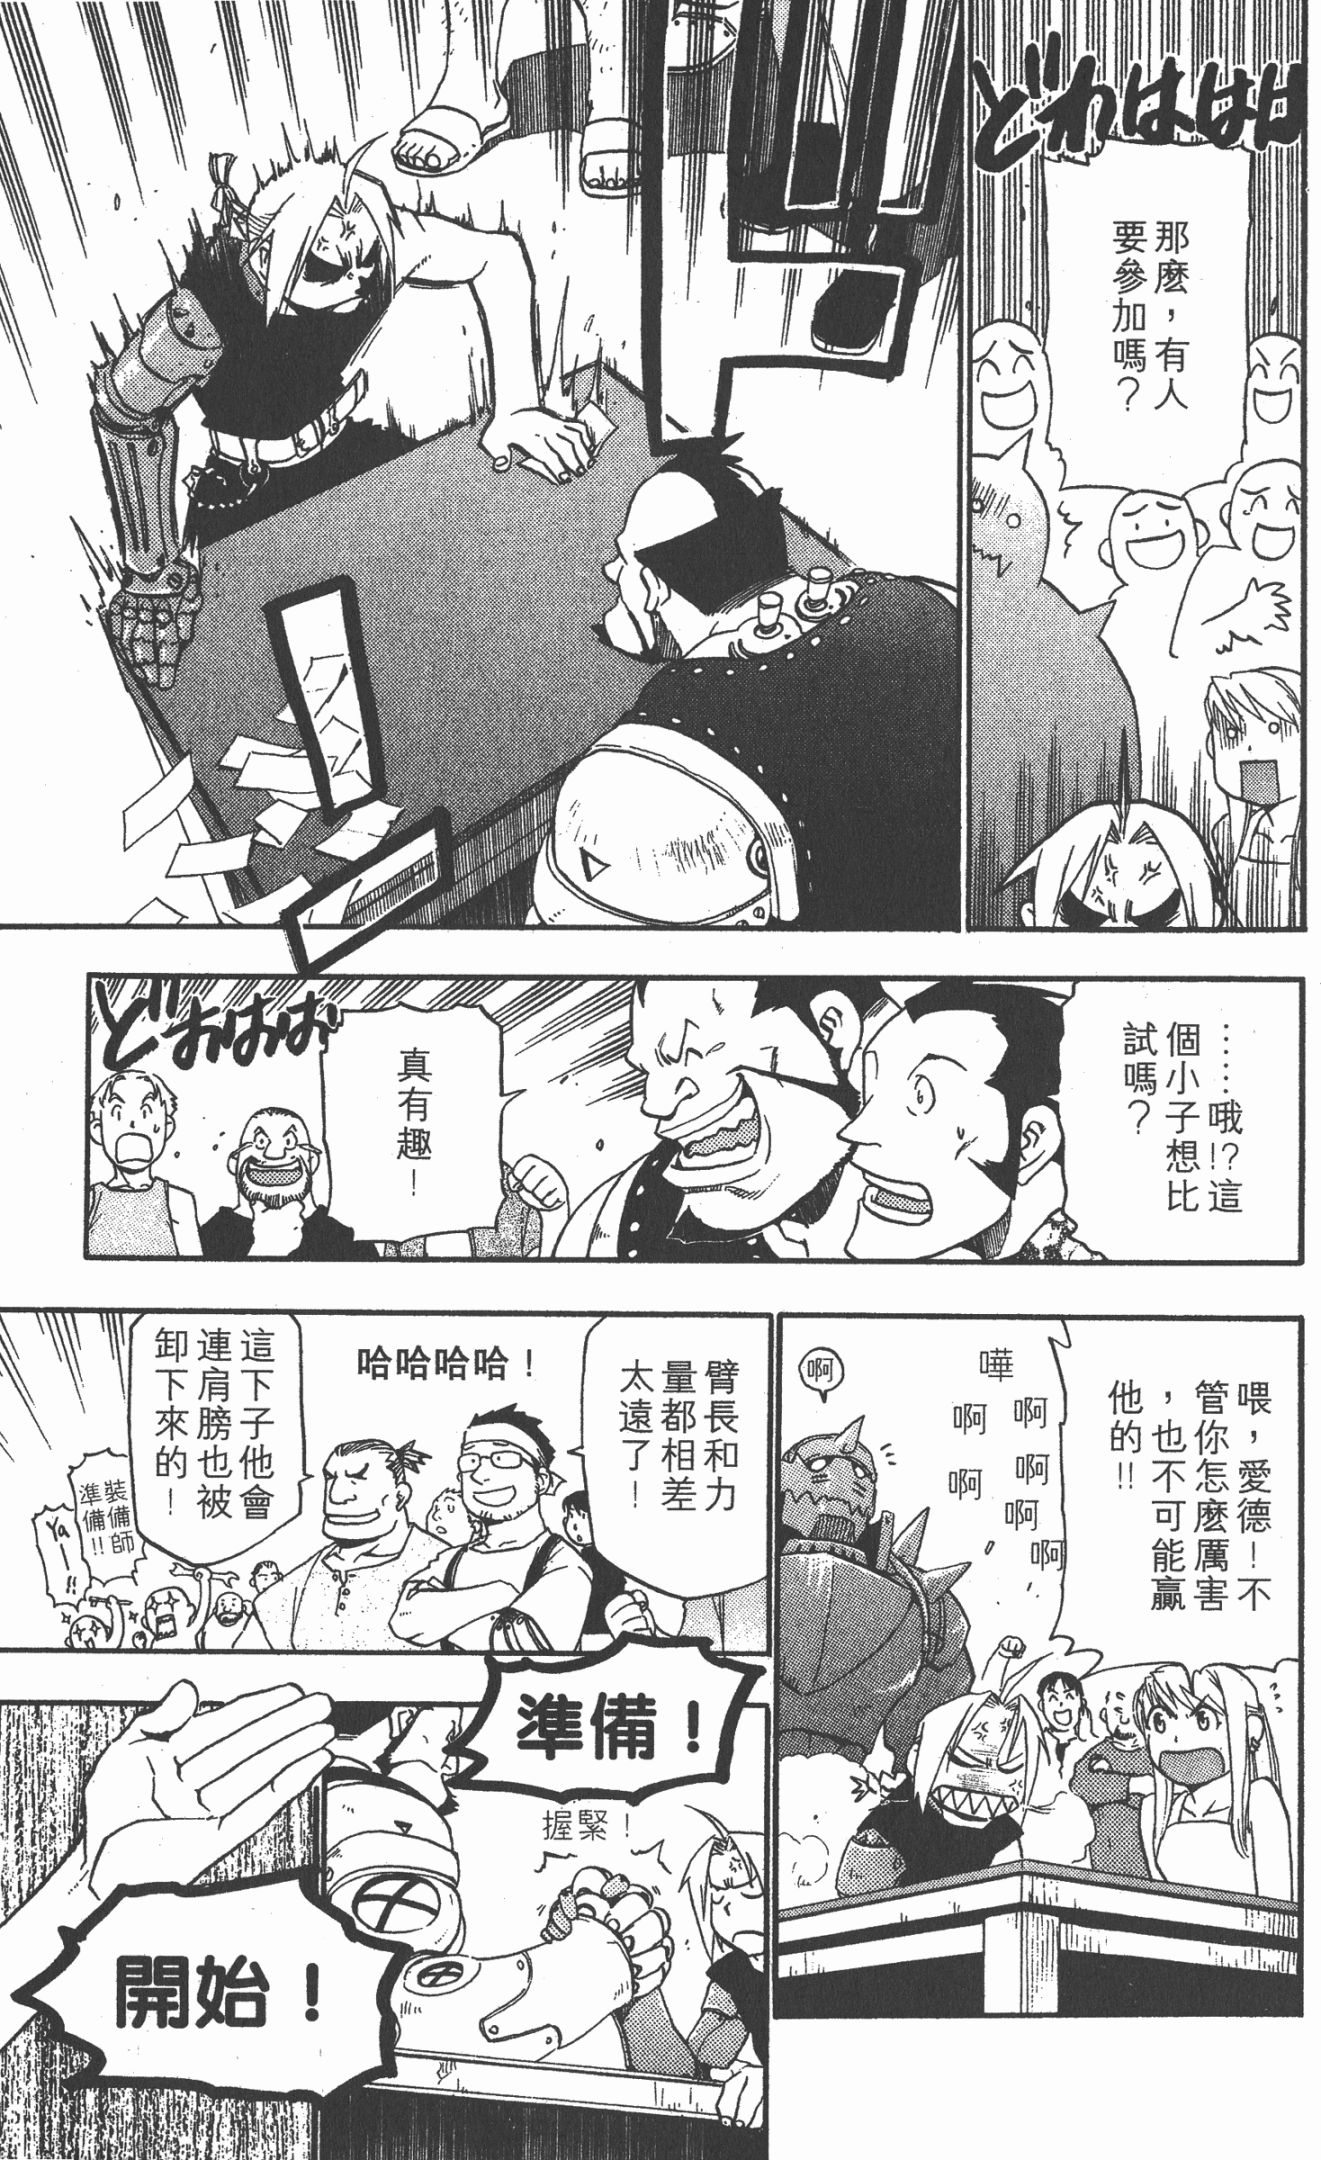 どわははは
那麼，有人
要參加嗎？
……哦!?這
個小子想比
試嗎？
真有趣！
どおはは
喂，愛德！不
管你怎麼厲害
，也不可能贏
他的!!
嘩
啊
啊
啊
啊
啊
啊
啊
臂長和力
量都相差
太遠了！
哈哈哈哈！
這下子他會
連肩膀也被
卸下來的！
裝備師
準備!!
Ya—!!
準備！
握緊！
開始！